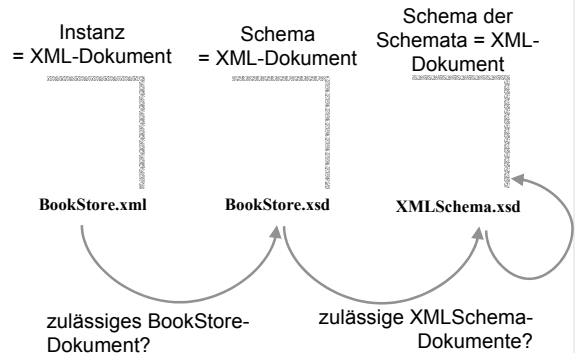 Instanz
= XML-Dokument
Schema
= XML-Dokument
Schema der
Schemata = XML-
Dokument
BookStore.xml
BookStore.xsd
XMLSchema.xsd
zulässiges BookStore-
Dokument?
zulässige XMLSchema-
Dokumente?